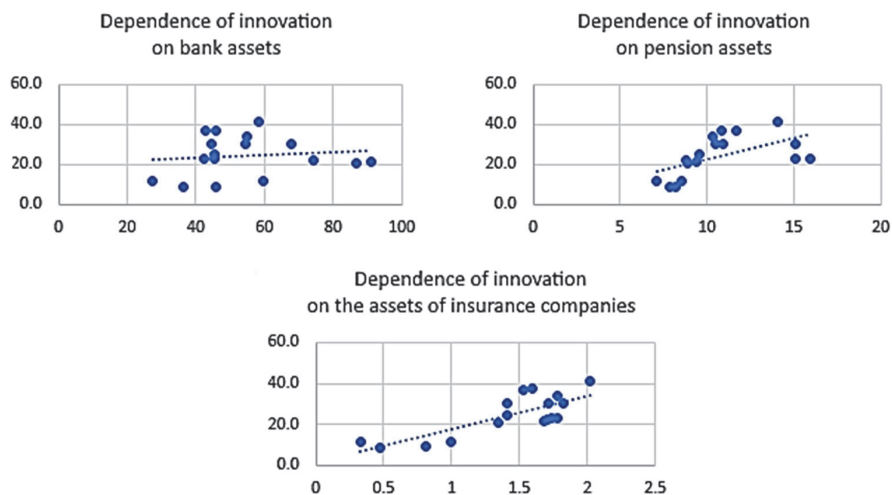 Dependence of innovation
on bank assets
60.0
40.0
20.0
0.0
0 20 40 60 80 100
Dependence of innovation
on pension assets
60.0
40.0
20.0
0.0
0 5 10 15 20
Dependence of innovation
on the assets of insurance companies
60.0
40.0
20.0
0.0
0 0.5 1 1.5 2 2.5